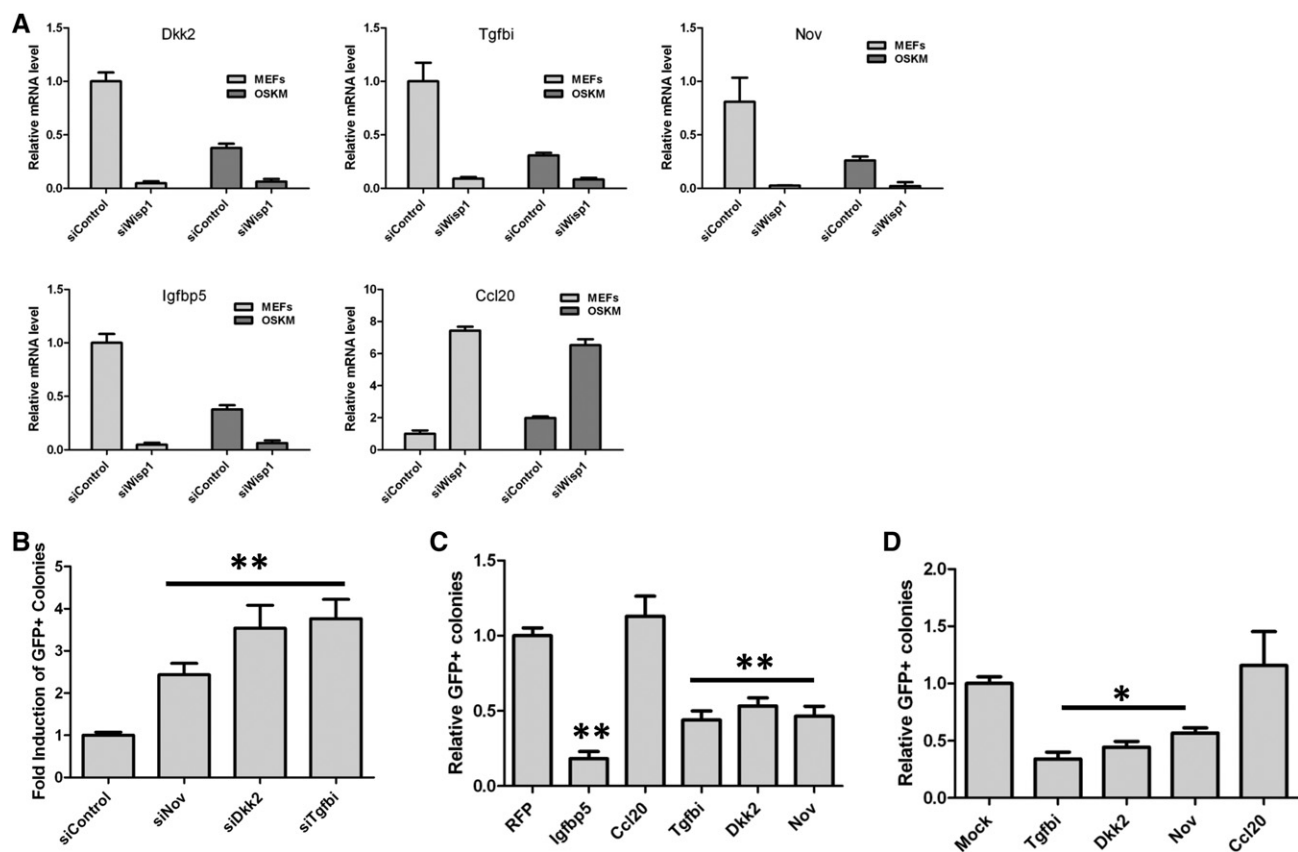 A
Dkk2
Relative mRNA level
1.5
1.0
0.5
0.0
MEFs
OSKM
siControl
siWisp1
siControl
siWisp1
Tgfbi
Relative mRNA level
1.5
1.0
0.5
0.0
MEFs
OSKM
siControl
siWisp1
siControl
siWisp1
Nov
Relative mRNA level
1.5
1.0
0.5
0.0
MEFs
OSKM
siControl
siWisp1
siControl
siWisp1
Igfbp5
Relative mRNA level
1.5
1.0
0.5
0.0
MEFs
OSKM
siControl
siWisp1
siControl
siWisp1
Ccl20
Relative mRNA level
10
8
6
4
2
0
MEFs
OSKM
siControl
siWisp1
siControl
siWisp1
B
Fold Induction of GFP+ Colonies
5
4
3
2
1
0
**
siControl
siNov
siDkk2
siTgfbi
C
Relative GFP+ colonies
1.5
1.0
0.5
0.0
**
**
RFP
Igfbp5
Ccl20
Tgfbi
Dkk2
Nov
D
Relative GFP+ colonies
2.0
1.5
1.0
0.5
0.0
*
Mock
Tgfbi
Dkk2
Nov
Ccl20